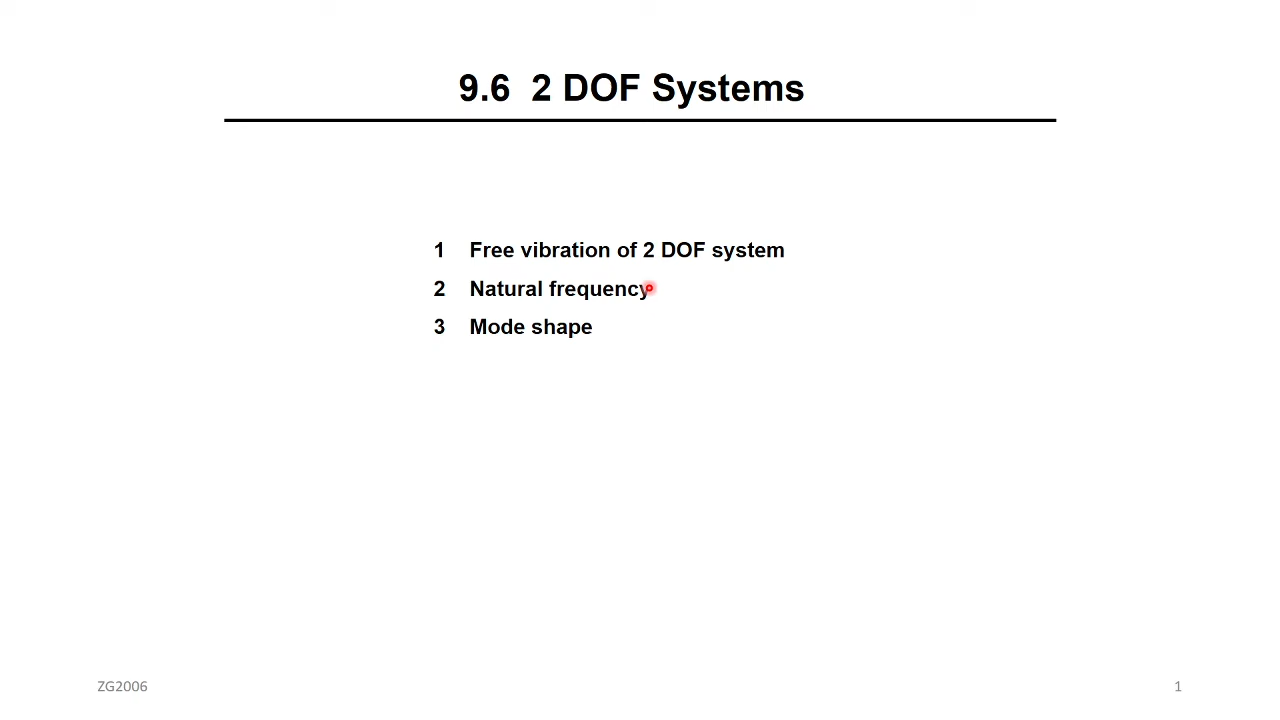 9.6 2 DOF Systems
1 Free vibration of 2 DOF system
2 Natural frequency
3 Mode shape
ZG2006
1